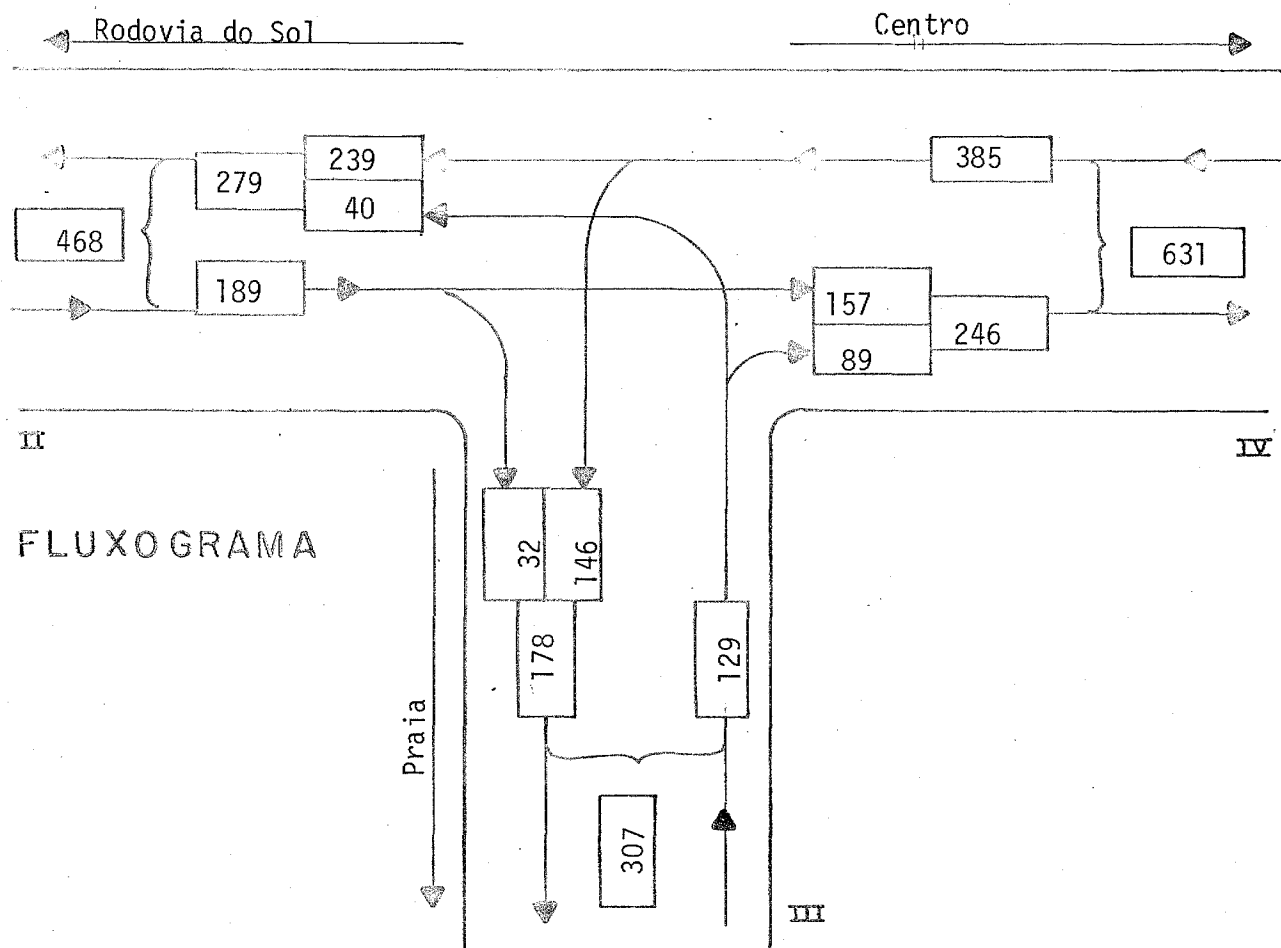 Rodovia do Sol
Centro
239
385
279
40
468
631
189
157
246
89
II
IV
FLUXOGRAMA
32
146
178
129
Praia
307
III